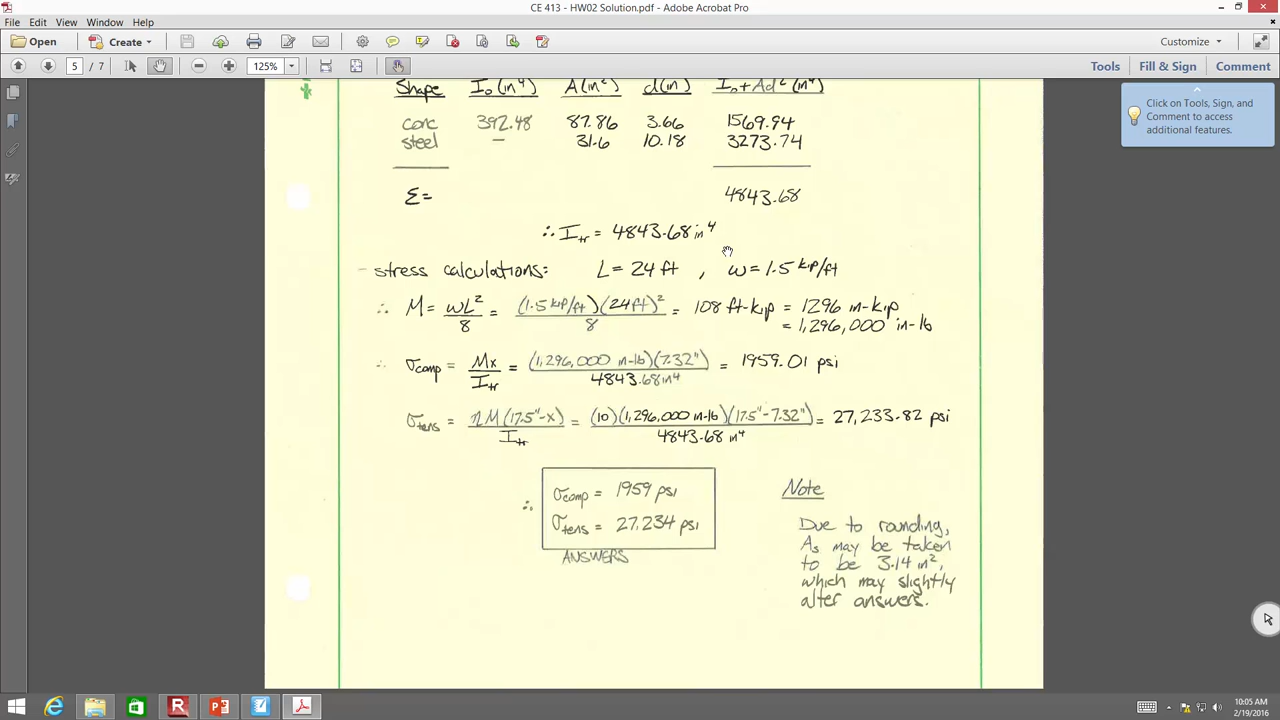 CE 413 - HW02 Solution.pdf - Adobe Acrobat Pro
File Edit View Window Help
Open Create Customize
5 / 7 125% Tools Fill & Sign Comment
Click on Tools, Sign, and
Comment to access
additional features.
Shape I₀(in⁴) A(in²) d(in) I₀+Ad²(in⁴)
conc 392.48 87.86 3.66 1569.94
steel — 31.6 10.18 3273.74
Σ= 4843.68
∴ Itr = 4843.68in⁴
- stress calculations: L= 24 ft , w= 1.5 kip/ft
∴ M= wL²/8 = (1.5 kip/ft)(24ft)²/8 = 108 ft-kip = 1296 in-kip
= 1,296,000 in-lb
∴ σcomp = Mx/Itr = (1,296,000 in-lb)(7.32")/4843.68in⁴ = 1959.01 psi
σtens = nM(17.5"-x)/Itr = (10)(1,296,000 in-lb)(17.5"-7.32")/4843.68 in⁴ = 27,233.82 psi
∴ σcomp = 1959 psi
σtens = 27,234 psi
ANSWERS
Note
Due to rounding,
As may be taken
to be 3.14 in²,
which may slightly
alter answers.
10:05 AM
2/19/2016